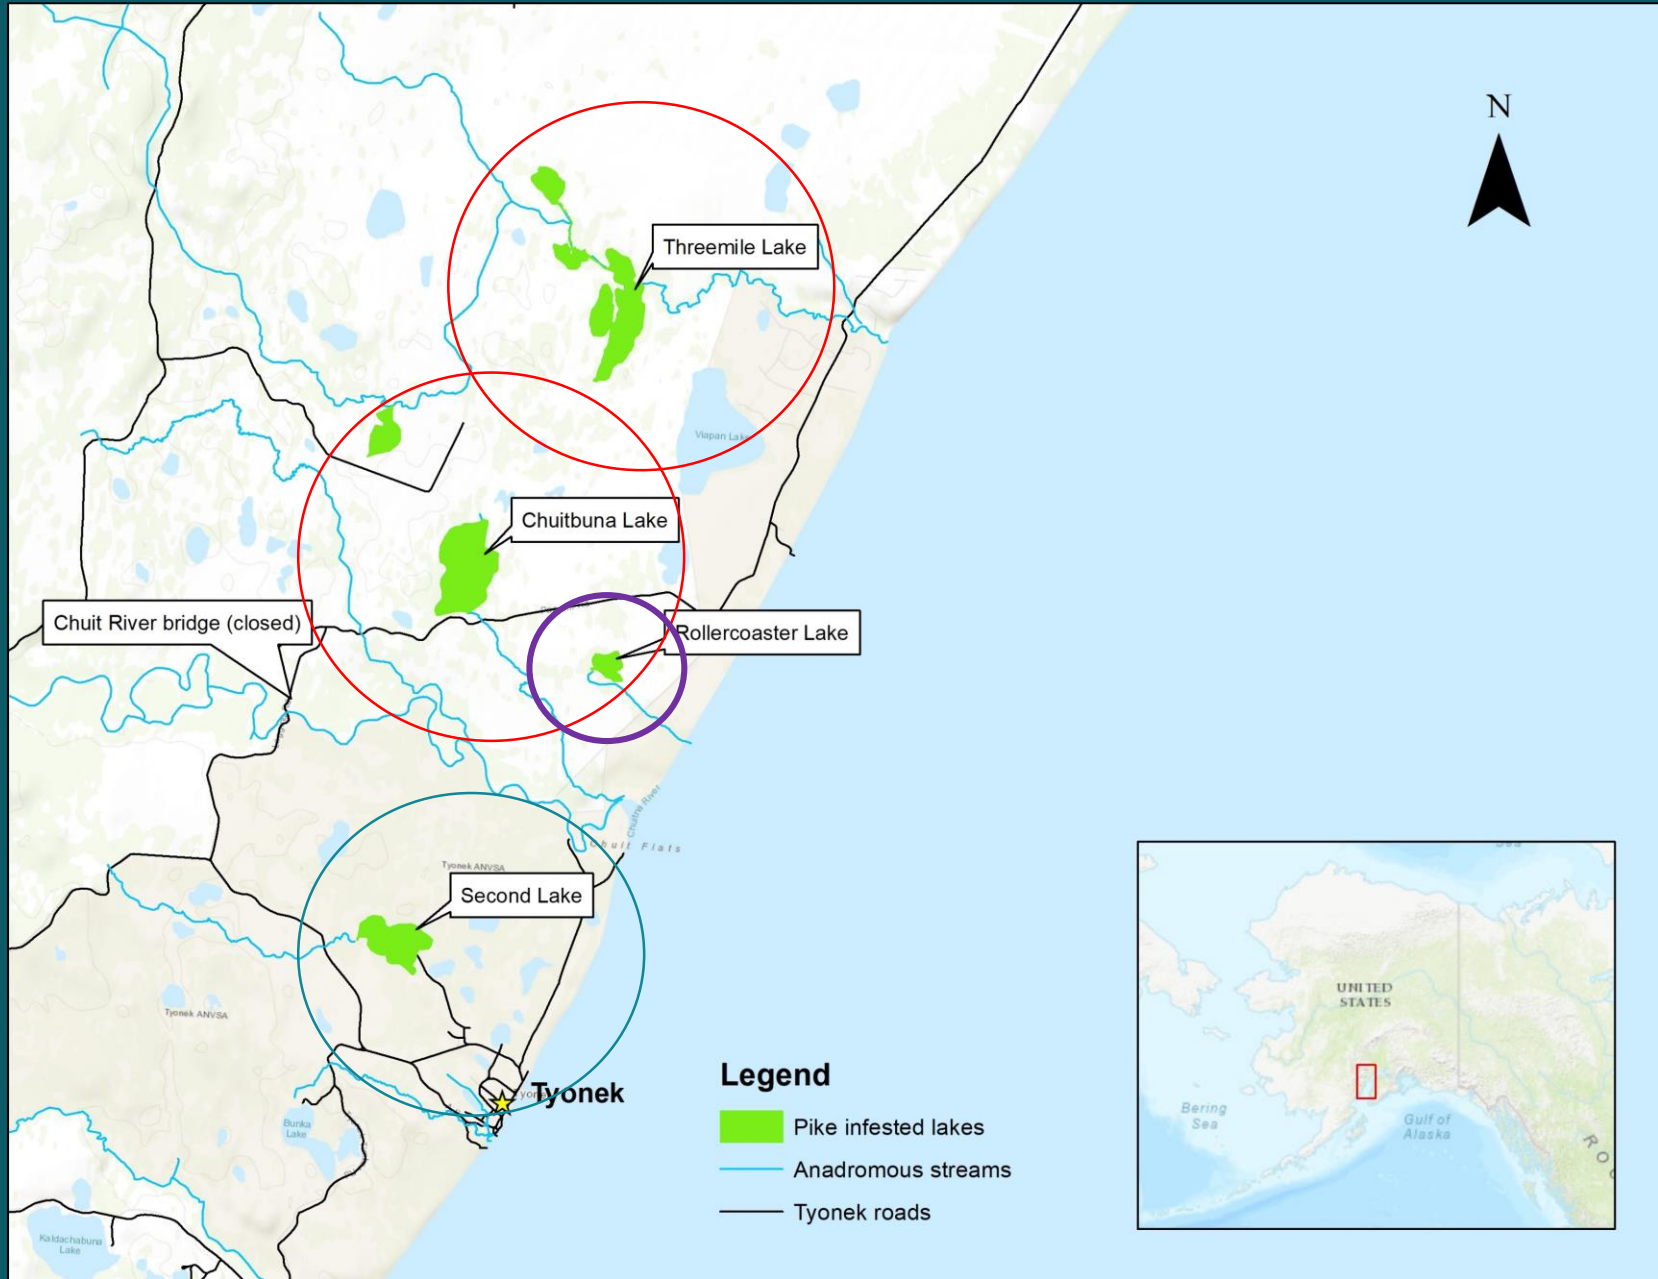 N
Threemile Lake
Viapan Lake
Chuitbuna Lake
Chuit River bridge (closed)
Rollercoaster Lake
Chuitna River
Chuit Flats
Tyonek ANVSA
Second Lake
Tyonek ANVSA
Tyonek
Bunka
Lake
Kaldachabuna
Lake
Legend
Pike infested lakes
Anadromous streams
Tyonek roads
UNITED
STATES
Bering
Sea
Gulf of
Alaska